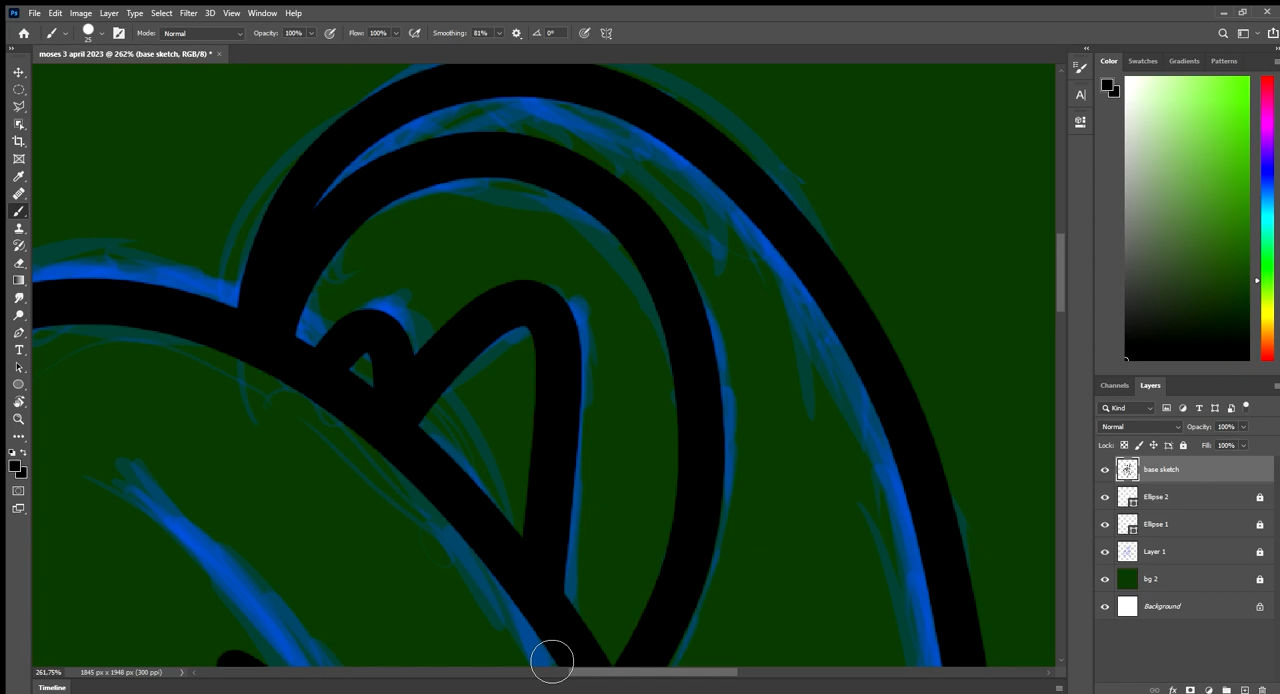 Ps File Edit Image Layer Type Select Filter 3D View Window Help
25 Mode: Normal Opacity: 100% Flow: 100% Smoothing: 81% 0°
moses 3 april 2023 @ 262% (base sketch, RGB/8) * ×
Color Swatches Gradients Patterns
A|
T
Channels Layers
Kind
Normal Opacity: 100%
Lock: Fill: 100%
base sketch
Ellipse 2
Ellipse 1
Layer 1
bg 2
Background
261,75% 1845 px x 1948 px (300 ppi)
Timeline
fx